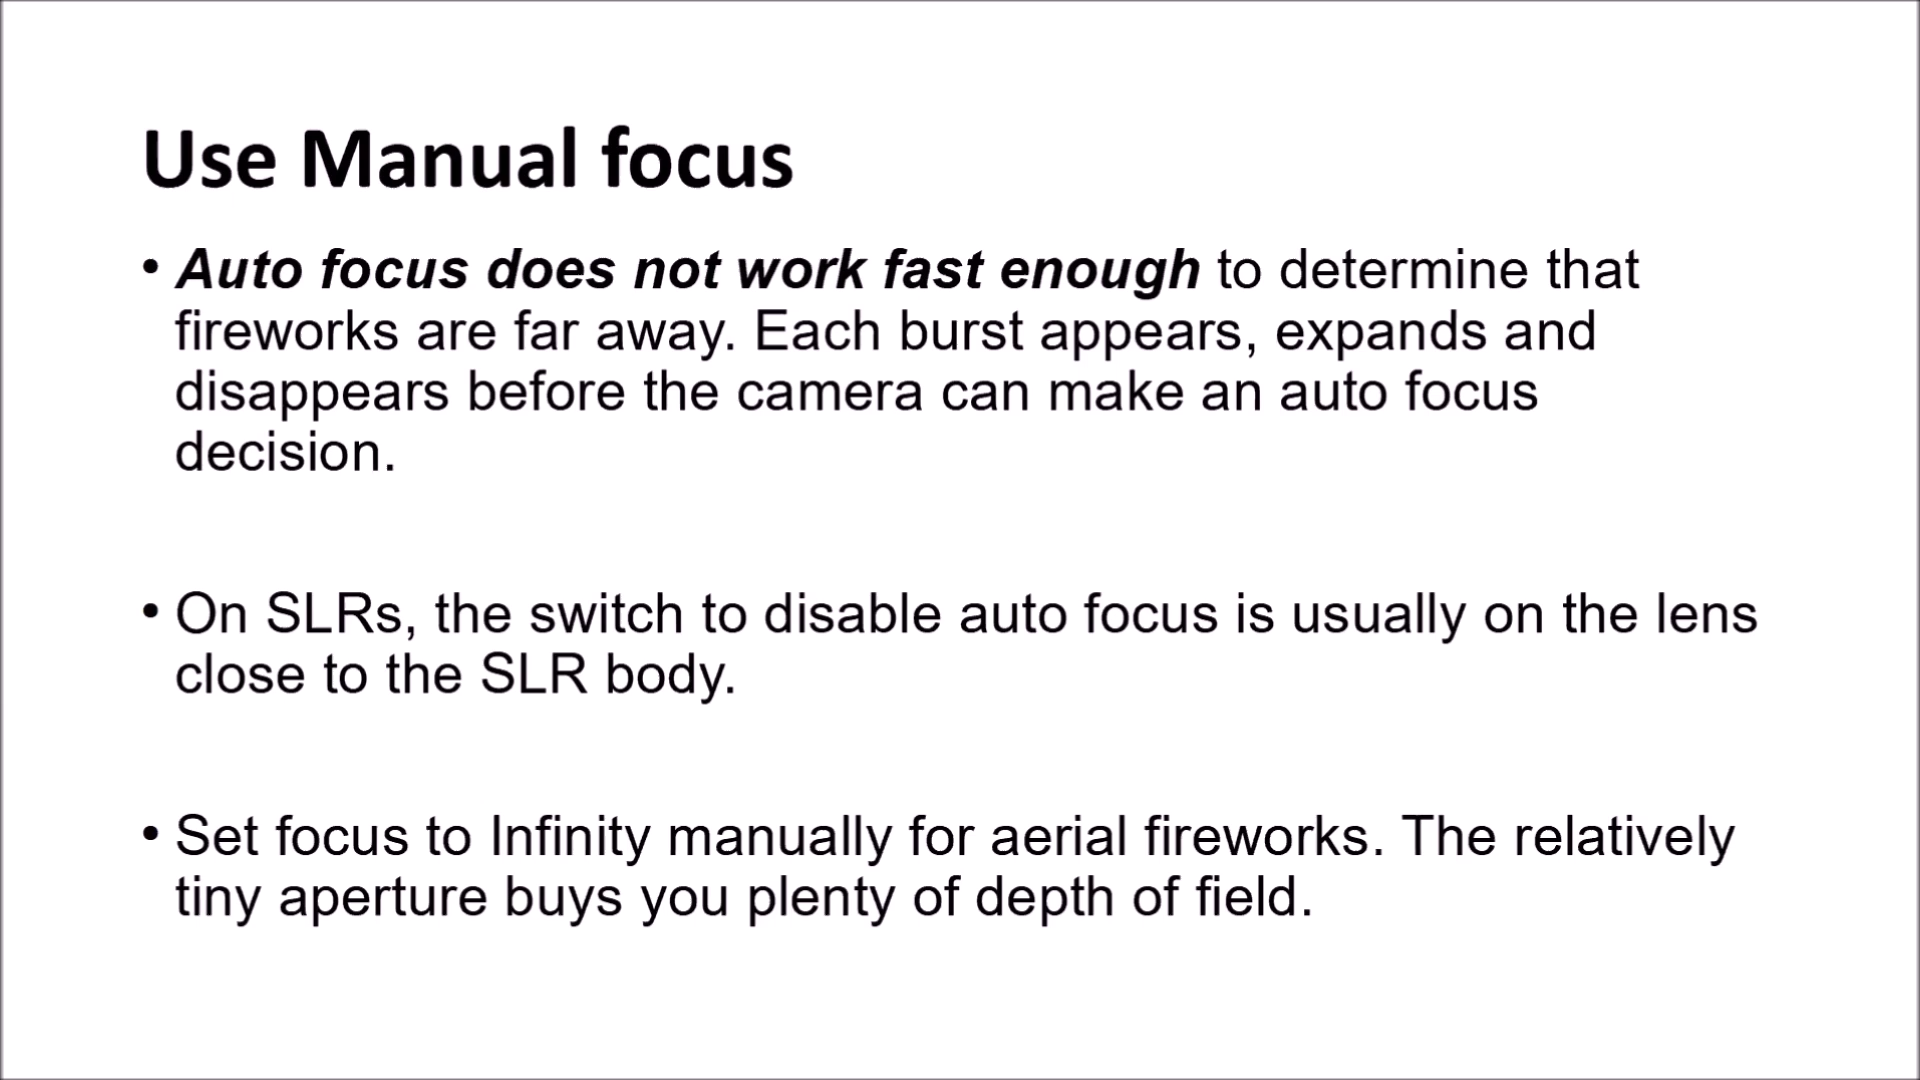 Use Manual focus
• Auto focus does not work fast enough to determine that
fireworks are far away. Each burst appears, expands and
disappears before the camera can make an auto focus
decision.
• On SLRs, the switch to disable auto focus is usually on the lens
close to the SLR body.
• Set focus to Infinity manually for aerial fireworks. The relatively
tiny aperture buys you plenty of depth of field.